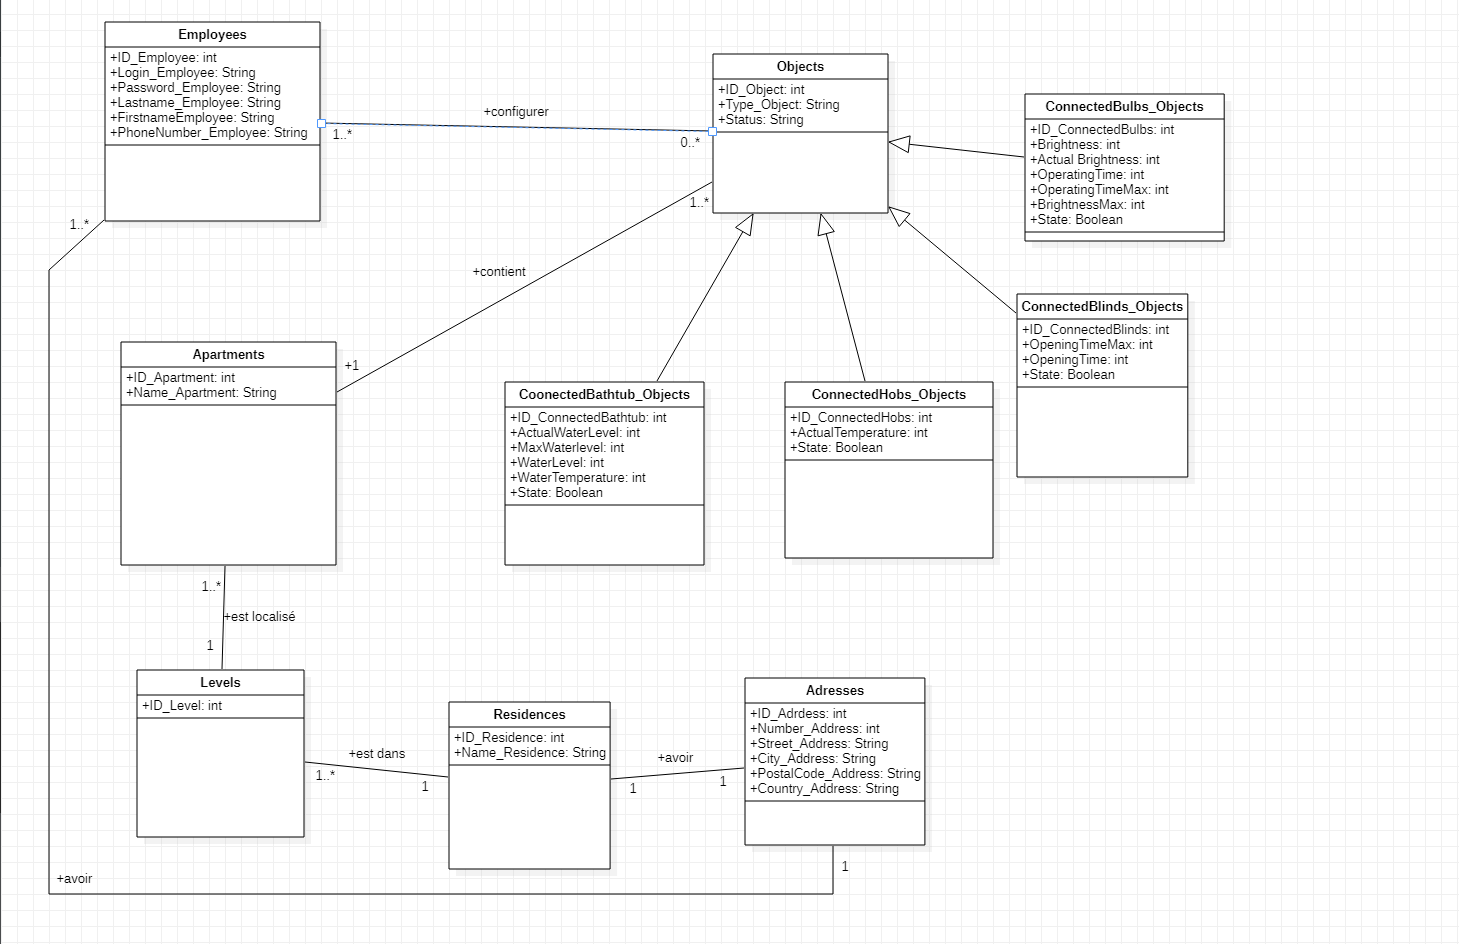 Employees
+ID_Employee: int
+Login_Employee: String
+Password_Employee: String
+Lastname_Employee: String
+FirstnameEmployee: String
+PhoneNumber_Employee: String
1..*
+configurer
0..*
1..*
Objects
+ID_Object: int
+Type_Object: String
+Status: String
1..*
ConnectedBulbs_Objects
+ID_ConnectedBulbs: int
+Brightness: int
+Actual Brightness: int
+OperatingTime: int
+OperatingTimeMax: int
+BrightnessMax: int
+State: Boolean
+contient
+1
ConnectedBlinds_Objects
+ID_ConnectedBlinds: int
+OpeningTimeMax: int
+OpeningTime: int
+State: Boolean
Apartments
+ID_Apartment: int
+Name_Apartment: String
CoonectedBathtub_Objects
+ID_ConnectedBathtub: int
+ActualWaterLevel: int
+MaxWaterlevel: int
+WaterLevel: int
+WaterTemperature: int
+State: Boolean
ConnectedHobs_Objects
+ID_ConnectedHobs: int
+ActualTemperature: int
+State: Boolean
1..*
+est localisé
1
Levels
+ID_Level: int
+est dans
1..*
1
Residences
+ID_Residence: int
+Name_Residence: String
+avoir
1
1
Adresses
+ID_Adrdess: int
+Number_Address: int
+Street_Address: String
+City_Address: String
+PostalCode_Address: String
+Country_Address: String
1
+avoir